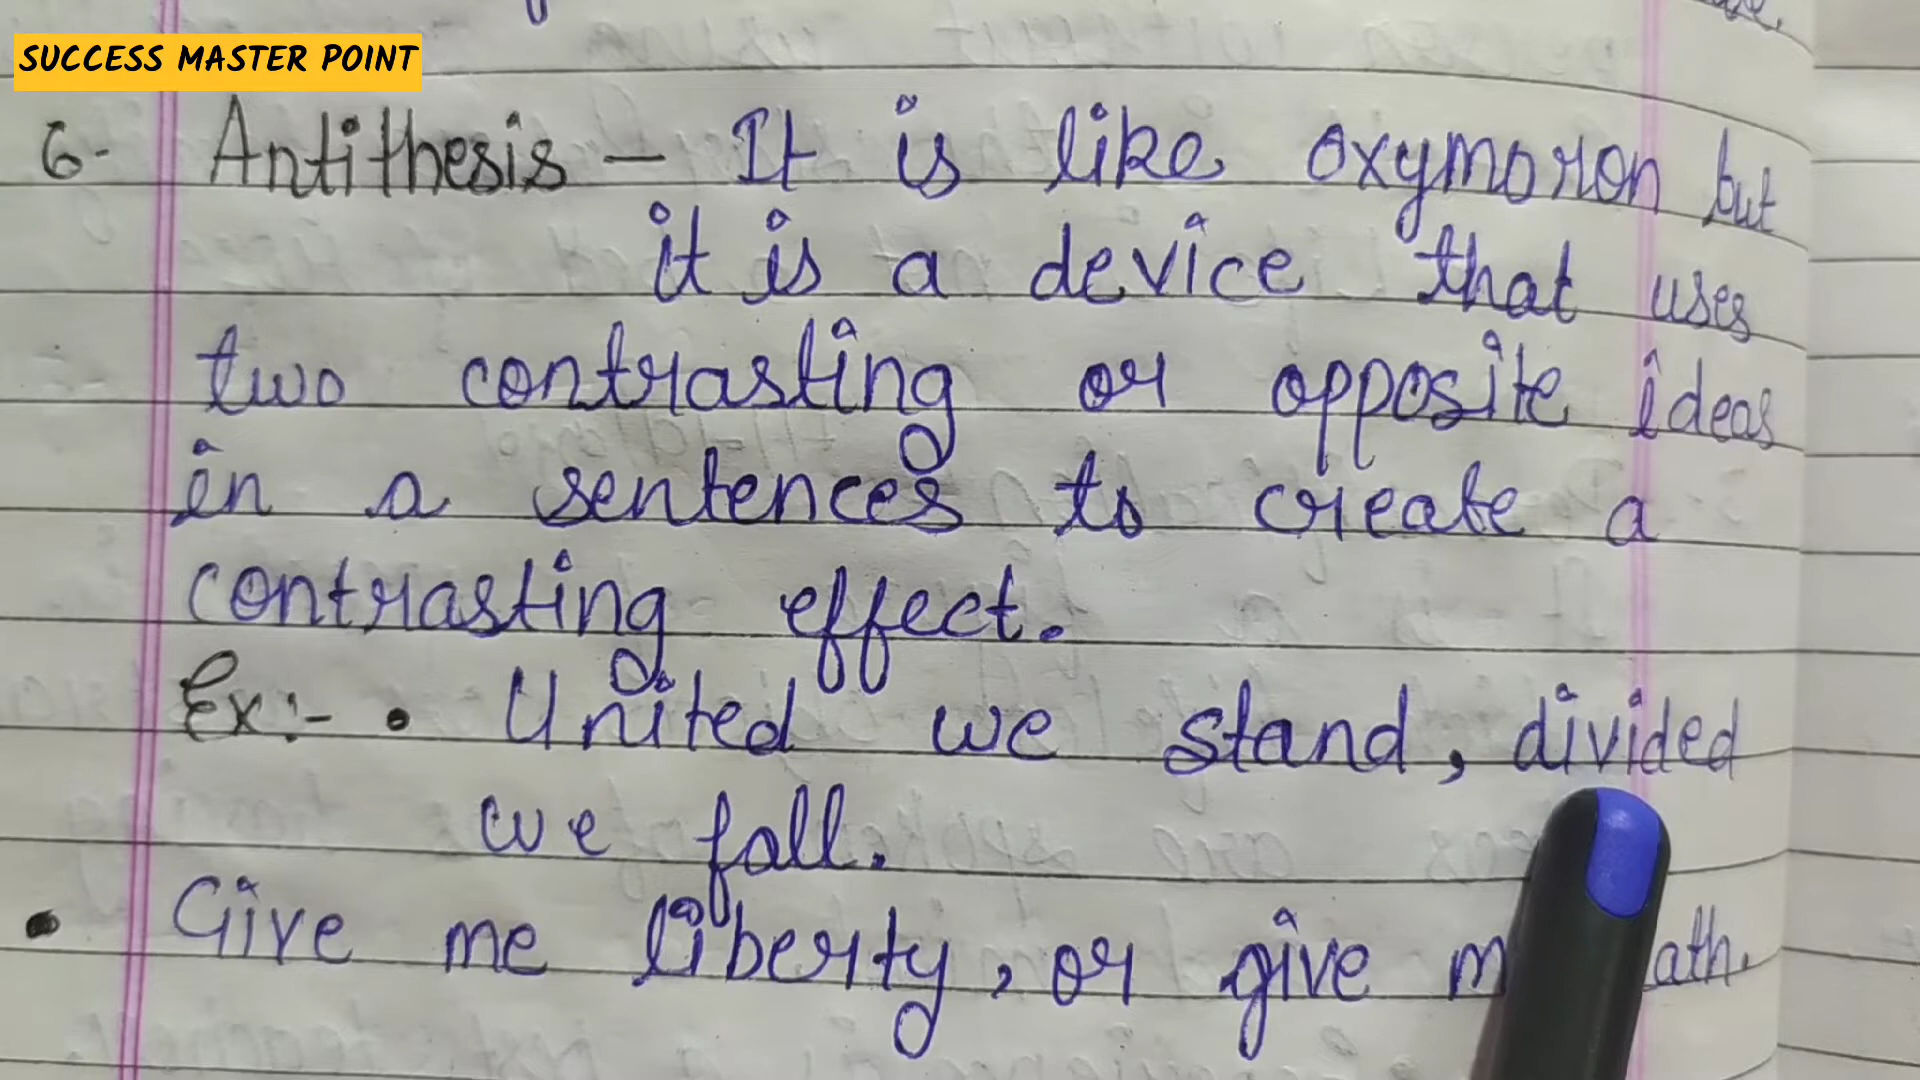 SUCCESS MASTER POINT
6- Antithesis – It is like oxymoron but
it is a device that uses
two contrasting or opposite ideas
in a sentences to create a
contrasting effect.
Ex:- • United we stand, divided
we fall.
• Give me liberty, or give